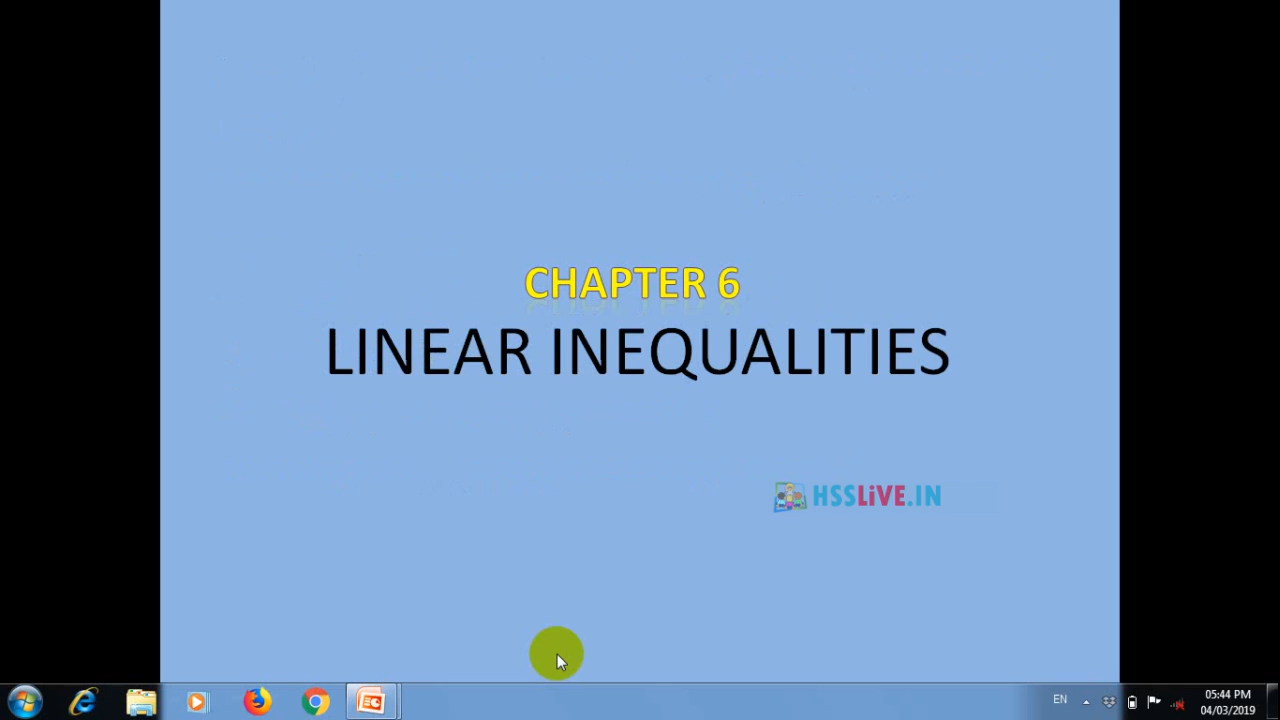 CHAPTER 6
LINEAR INEQUALITIES
HSSLiVE.IN
EN
05:44 PM
04/03/2019